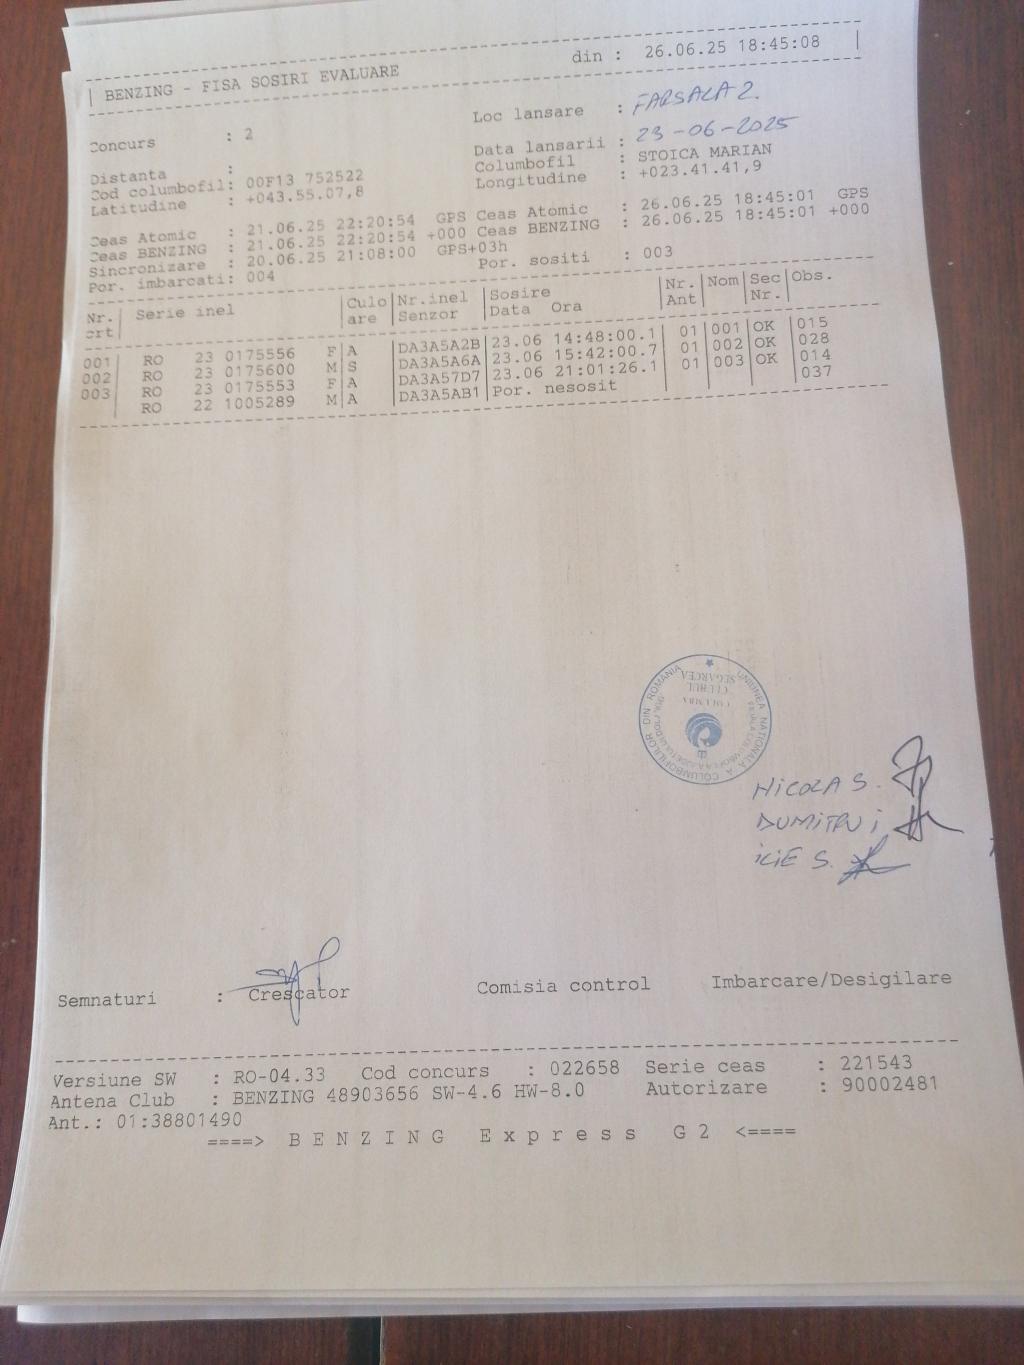 | BENZING - FISA SOSIRI EVALUARE din : 26.06.25 18:45:08 |
Concurs : 2 Loc lansare : FARSALA 2.
Data lansarii : 23-06-2025
Distanta : Columbofil : STOICA MARIAN
Cod columbofil: 00F13 752522 Longitudine : +023.41.41,9
Latitudine : +043.55.07,8
Ceas Atomic : 21.06.25 22:20:54 GPS Ceas Atomic : 26.06.25 18:45:01 GPS
Ceas BENZING : 21.06.25 22:20:54 +000 Ceas BENZING : 26.06.25 18:45:01 +000
Sincronizare : 20.06.25 21:08:00 GPS+03h
Por. imbarcati: 004 Por. sositi : 003
Nr. | Serie inel |Culo|Nr.inel |Sosire |Nr.|Nom|Sec|Obs.
crt| |are |Senzor |Data Ora |Ant| |Nr.|
001| RO 23 0175556 F|A |DA3A5A2B|23.06 14:48:00.1| 01|001|OK |015
002| RO 23 0175600 M|S |DA3A5A6A|23.06 15:42:00.7| 01|002|OK |028
003| RO 23 0175553 F|A |DA3A57D7|23.06 21:01:26.1| 01|003|OK |014
RO 22 1005289 M|A |DA3A5AB1|Por. nesosit |037
UNIUNEA NATIONALA A COLUMBOFILILOR DIN ROMANIA
CLUBUL
SEGARCEA
COLUMBA
NICOLA S.
DUMITRU i
iLiE S.
Semnaturi : Crescator Comisia control Imbarcare/Desigilare
Versiune SW : RO-04.33 Cod concurs : 022658 Serie ceas : 221543
Antena Club : BENZING 48903656 SW-4.6 HW-8.0 Autorizare : 90002481
Ant.: 01:38801490
====> B E N Z I N G E x p r e s s G 2 <====